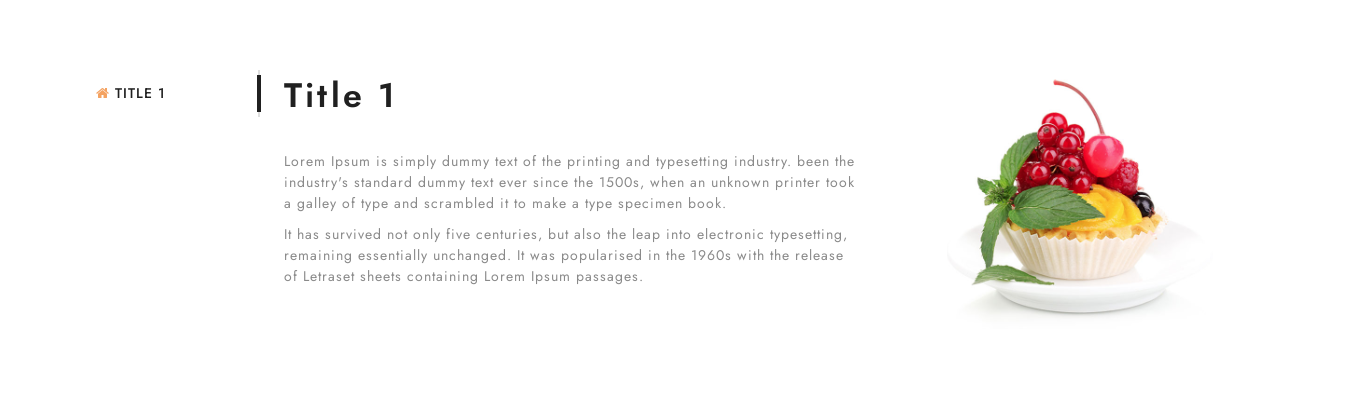 TITLE 1
Title 1
Lorem Ipsum is simply dummy text of the printing and typesetting industry. been the
industry's standard dummy text ever since the 1500s, when an unknown printer took
a galley of type and scrambled it to make a type specimen book.
It has survived not only five centuries, but also the leap into electronic typesetting,
remaining essentially unchanged. It was popularised in the 1960s with the release
of Letraset sheets containing Lorem Ipsum passages.